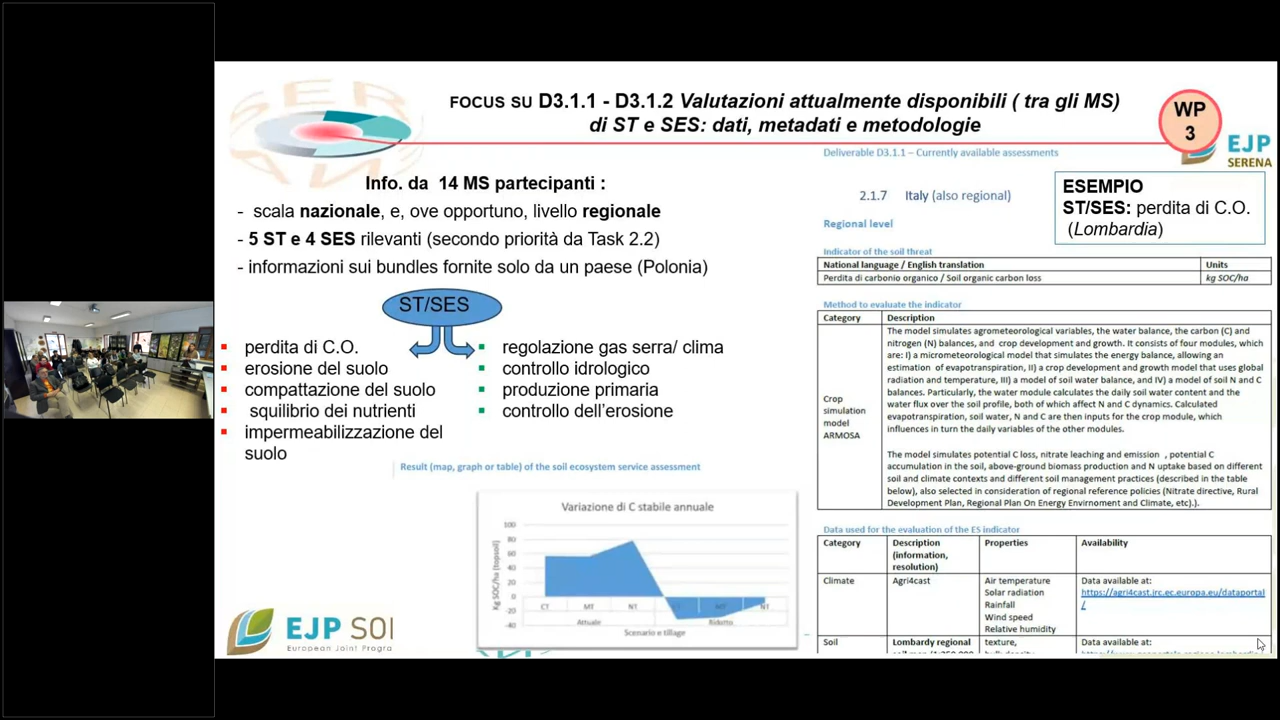 FOCUS SU D3.1.1 - D3.1.2 Valutazioni attualmente disponibili ( tra gli MS)
di ST e SES: dati, metadati e metodologie
WP
3
EJP
SERENA
Info. da 14 MS partecipanti :
- scala nazionale, e, ove opportuno, livello regionale
- 5 ST e 4 SES rilevanti (secondo priorità da Task 2.2)
- informazioni sui bundles fornite solo da un paese (Polonia)
ST/SES
perdita di C.O.
erosione del suolo
compattazione del suolo
squilibrio dei nutrienti
impermeabilizzazione del
suolo
regolazione gas serra/ clima
controllo idrologico
produzione primaria
controllo dell'erosione
Result (map, graph or table) of the soil ecosystem service assessment
Variazione di C stabile annuale
Kg SOC/ha (topsoil)
100
80
60
40
20
0
-20
-40
CT MT NT CT MT NT
Attuale Ridotto
Scenario e tillage
EJP SOI
European Joint Progra
Deliverable D3.1.1 – Currently available assessments
2.1.7 Italy (also regional)
Regional level
ESEMPIO
ST/SES: perdita di C.O.
(Lombardia)
Indicator of the soil threat
National language / English translation Units
Perdita di carbonio organico / Soil organic carbon loss kg SOC/ha
Method to evaluate the indicator
Category Description
Crop
simulation
model
ARMOSA
The model simulates agrometeorological variables, the water balance, the carbon (C) and
nitrogen (N) balances, and crop development and growth. It consists of four modules, which
are: I) a micrometeorological model that simulates the energy balance, allowing an
estimation of evapotranspiration, II) a crop development and growth model that uses global
radiation and temperature, III) a model of soil water balance, and IV) a model of soil N and C
balances. Particularly, the water module calculates the daily soil water content and the
water flux over the soil profile, both of which affect N and C dynamics. Calculated
evapotranspiration, soil water, N and C are then inputs for the crop module, which
influences in turn the daily variables of the other modules.
The model simulates potential C loss, nitrate leaching and emission , potential C
accumulation in the soil, above-ground biomass production and N uptake based on different
soil and climate contexts and different soil management practices (described in the table
below), also selected in consideration of regional reference policies (Nitrate directive, Rural
Development Plan, Regional Plan On Energy Envirnoment and Climate, etc).).
Data used for the evaluation of the ES indicator
Category Description
(information,
resolution) Properties Availability
Climate Agri4cast Air temperature
Solar radiation
Rainfall
Wind speed
Relative humidity
Data available at:
https://agri4cast.jrc.ec.europa.eu/dataportal
/
Soil Lombardy regional texture, Data available at: